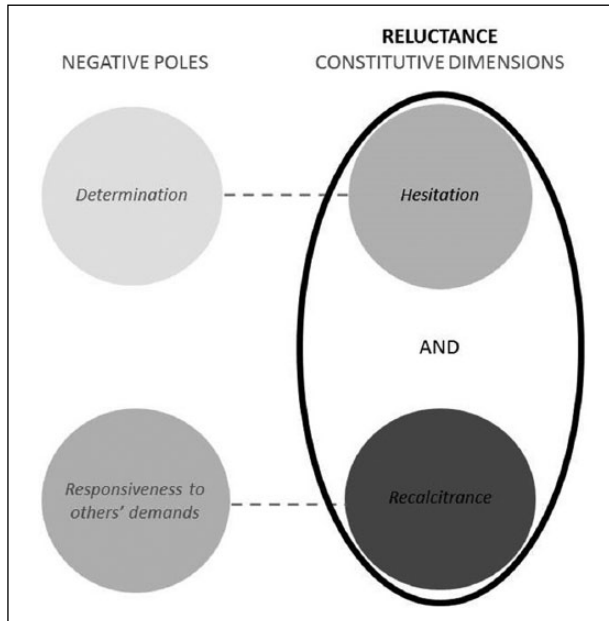 RELUCTANCE
NEGATIVE POLES
CONSTITUTIVE DIMENSIONS
Determination
Hesitation
AND
Responsiveness to
others' demands
Recalcitrance